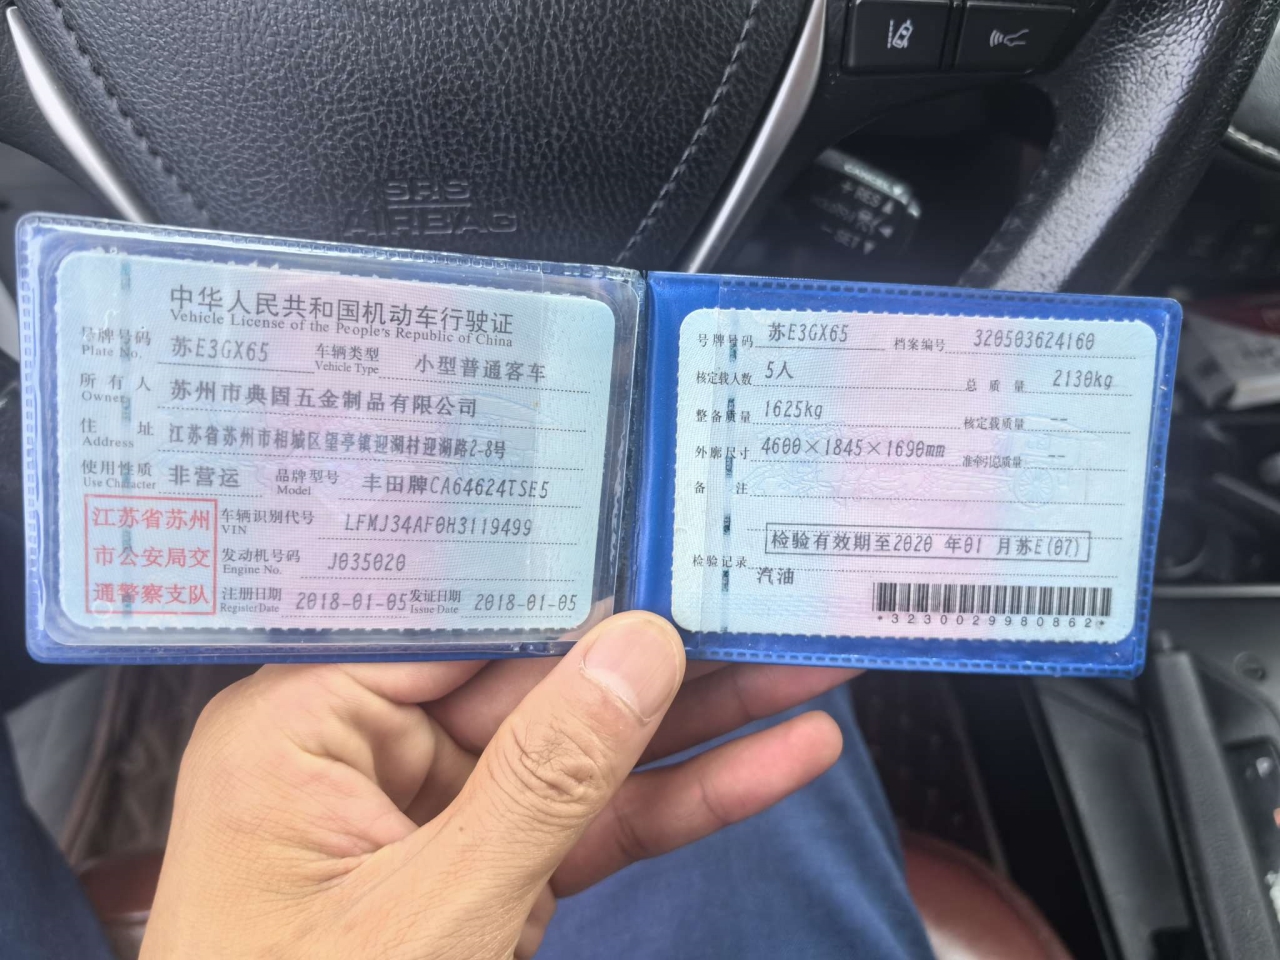 SRS
AIRBAG
CANCEL
+RES
-SET
中华人民共和国机动车行驶证
Vehicle License of the People's Republic of China
号牌号码 苏E3GX65 车辆类型 小型普通客车
Plate No. Vehicle Type
所有人 苏州市典固五金制品有限公司
Owner
住址 江苏省苏州市相城区望亭镇迎湖村迎湖路2-8号
Address
使用性质 非营运 品牌型号 丰田牌CA64624TSE5
Use Character Model
江苏省苏州
市公安局交
通警察支队
车辆识别代号 LFMJ34AF0H3119499
VIN
发动机号码 J035020
Engine No.
注册日期 2018-01-05 发证日期 2018-01-05
Register Date Issue Date
号牌号码 苏E3GX65 档案编号 320503624160
核定载人数 5人 总质量 2130kg
整备质量 1625kg 核定载质量 --
外廓尺寸 4600×1845×1690mm 准牵引总质量 --
备注
检验有效期至2020 年01 月苏E(07)
检验记录
汽油
*3230029980862*